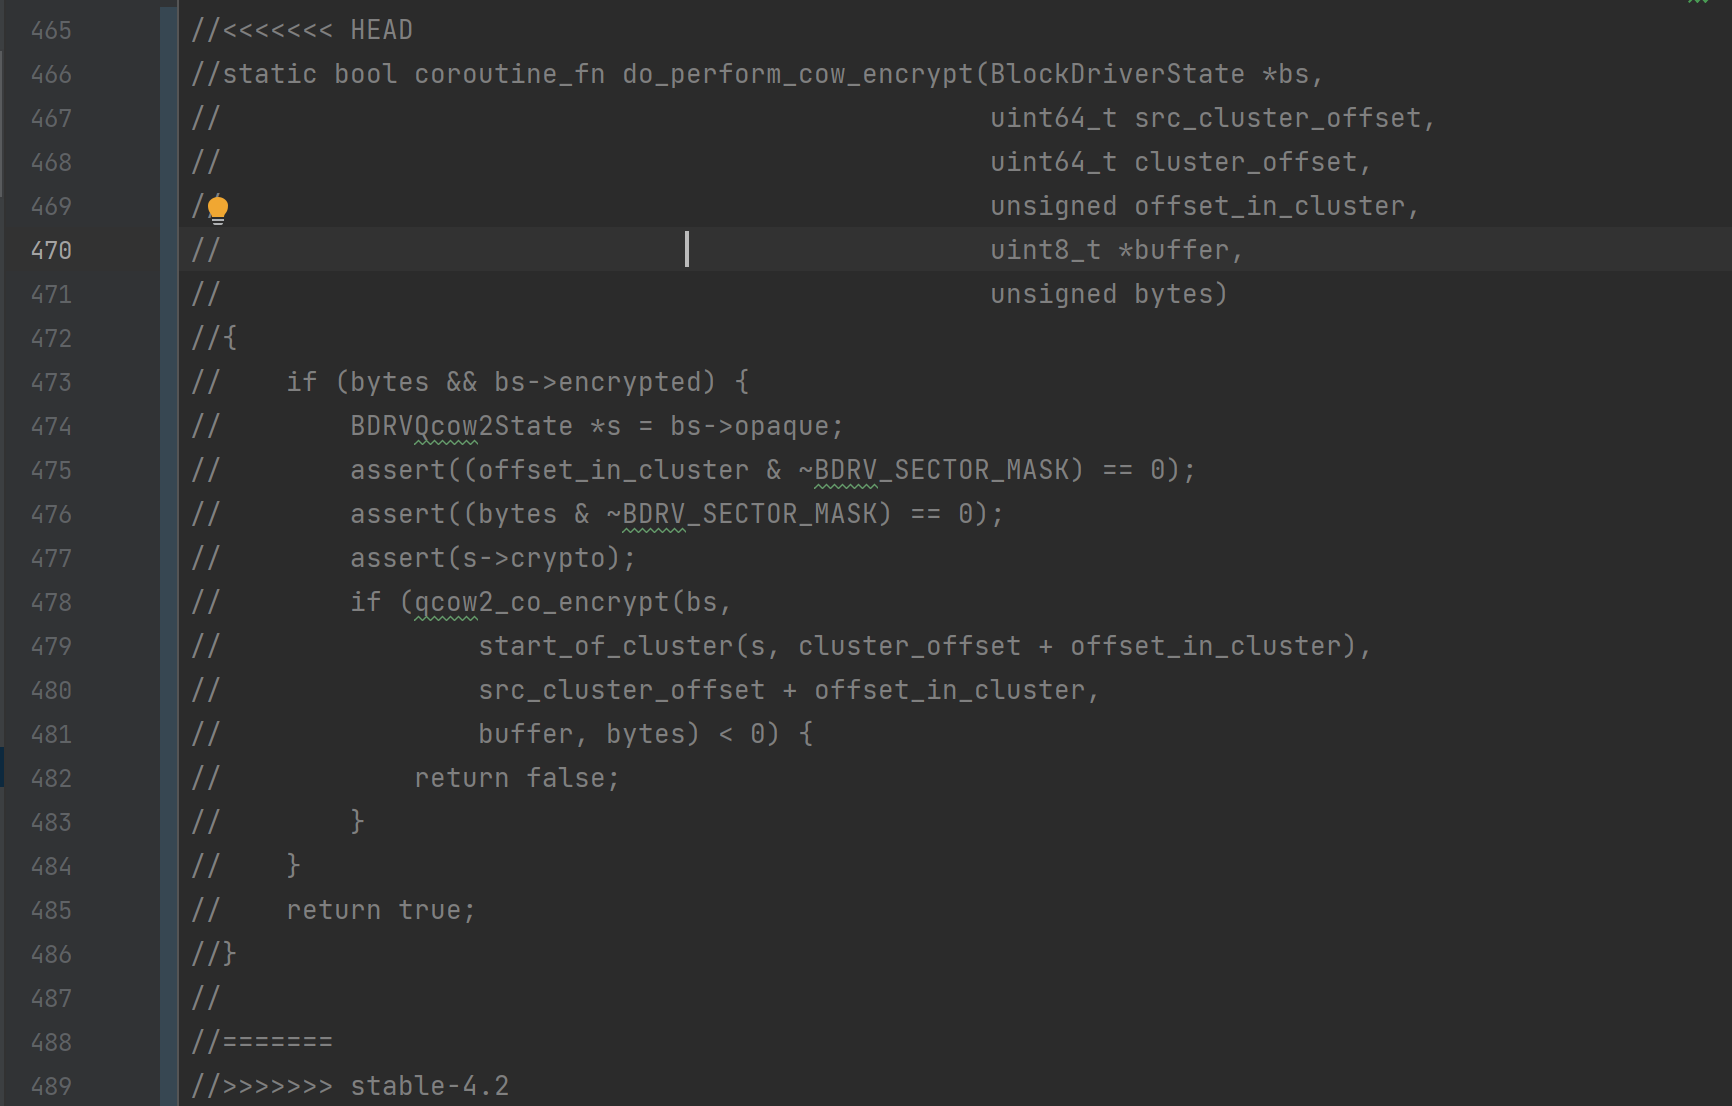 465 //<<<<<<< HEAD
466 //static bool coroutine_fn do_perform_cow_encrypt(BlockDriverState *bs,
467 //                                                uint64_t src_cluster_offset,
468 //                                                uint64_t cluster_offset,
469 //                                                unsigned offset_in_cluster,
470 //                                                uint8_t *buffer,
471 //                                                unsigned bytes)
472 //{
473 //    if (bytes && bs->encrypted) {
474 //        BDRVQcow2State *s = bs->opaque;
475 //        assert((offset_in_cluster & ~BDRV_SECTOR_MASK) == 0);
476 //        assert((bytes & ~BDRV_SECTOR_MASK) == 0);
477 //        assert(s->crypto);
478 //        if (qcow2_co_encrypt(bs,
479 //                start_of_cluster(s, cluster_offset + offset_in_cluster),
480 //                src_cluster_offset + offset_in_cluster,
481 //                buffer, bytes) < 0) {
482 //            return false;
483 //        }
484 //    }
485 //    return true;
486 //}
487 //
488 //=======
489 //>>>>>>> stable-4.2